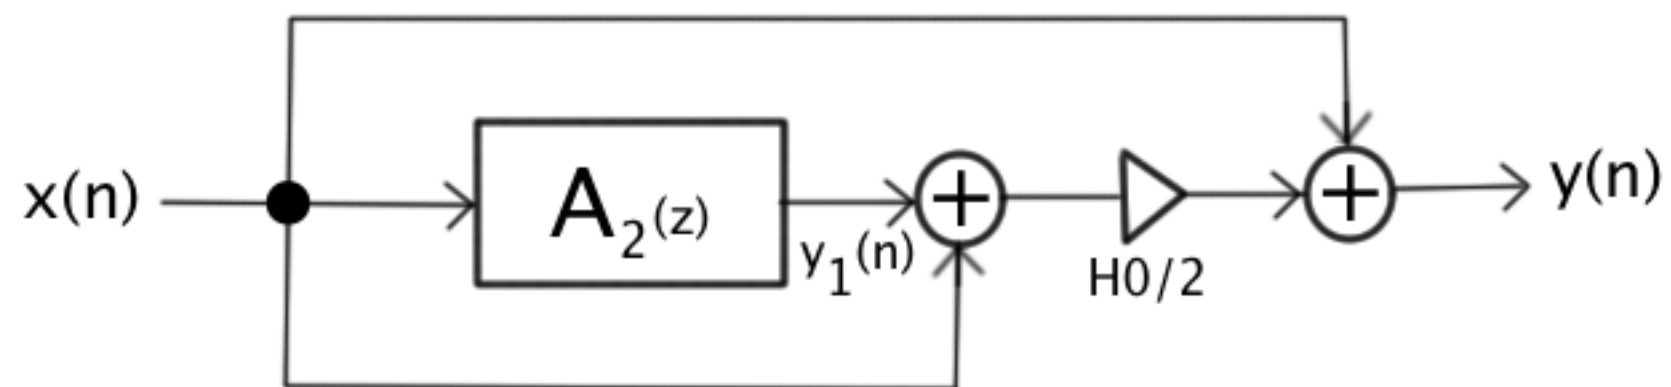 x(n)
A2(z)
y1(n)
+
H0/2
+
y(n)